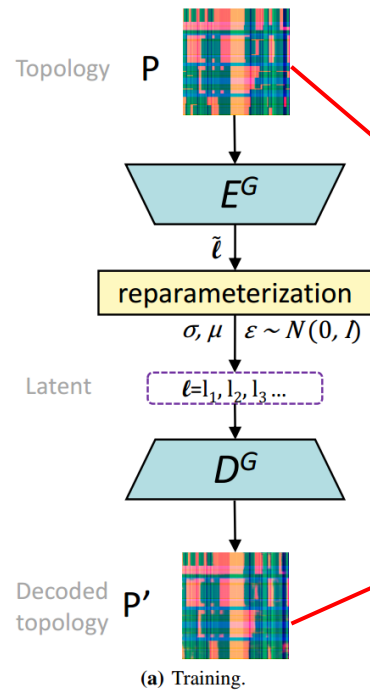 Topology P
E^G
ℓ̃
reparameterization
σ, μ ε ~ N(0, I)
Latent
ℓ=l₁, l₂, l₃ ...
D^G
Decoded
topology P'
(a) Training.